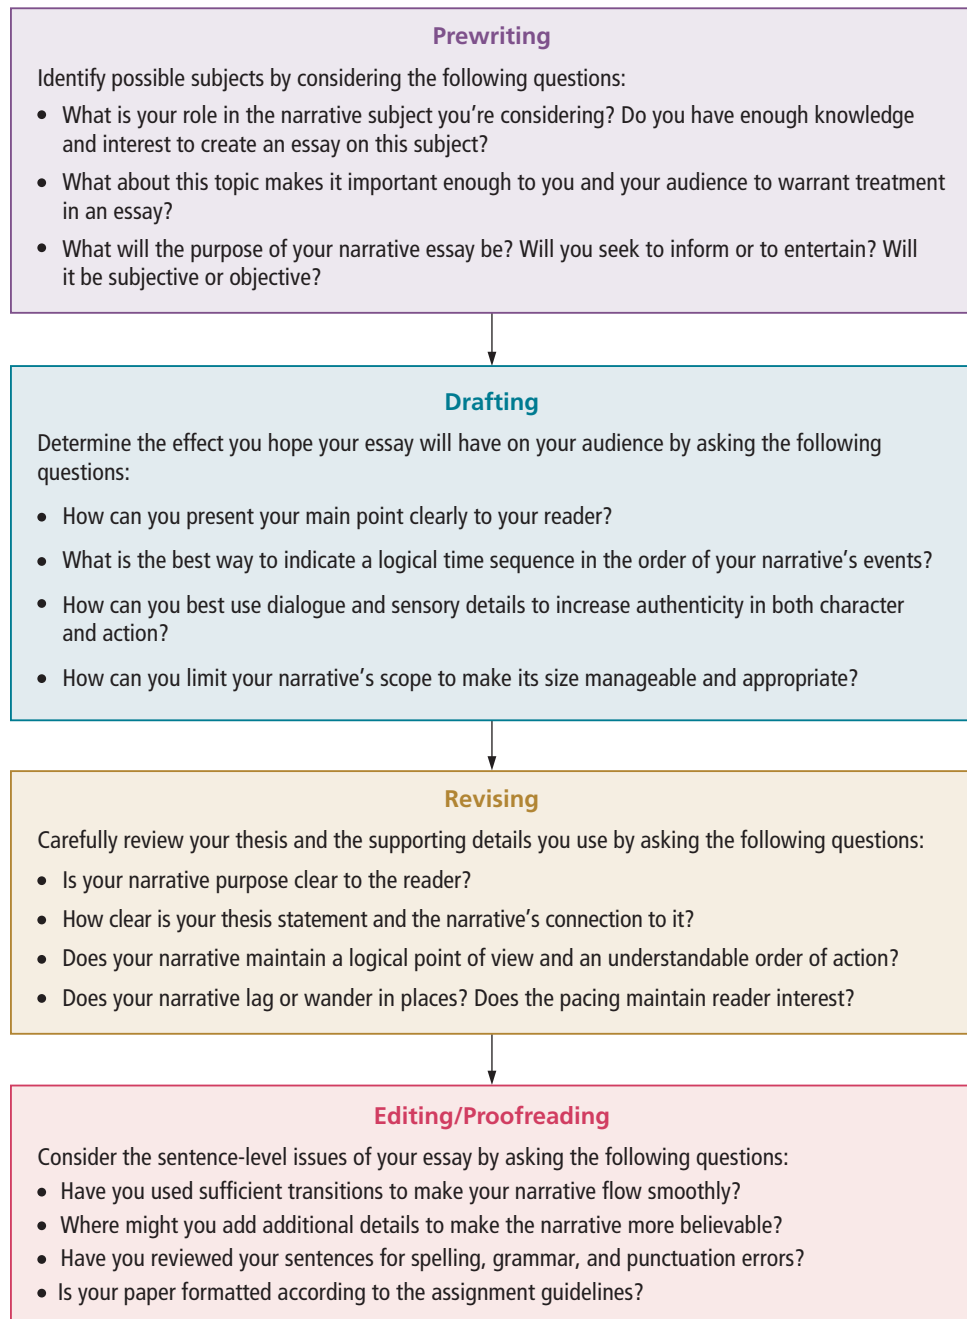 Prewriting
Identify possible subjects by considering the following questions:
• What is your role in the narrative subject you're considering? Do you have enough knowledge
and interest to create an essay on this subject?
• What about this topic makes it important enough to you and your audience to warrant treatment
in an essay?
• What will the purpose of your narrative essay be? Will you seek to inform or to entertain? Will
it be subjective or objective?
Drafting
Determine the effect you hope your essay will have on your audience by asking the following
questions:
• How can you present your main point clearly to your reader?
• What is the best way to indicate a logical time sequence in the order of your narrative's events?
• How can you best use dialogue and sensory details to increase authenticity in both character
and action?
• How can you limit your narrative's scope to make its size manageable and appropriate?
Revising
Carefully review your thesis and the supporting details you use by asking the following questions:
• Is your narrative purpose clear to the reader?
• How clear is your thesis statement and the narrative's connection to it?
• Does your narrative maintain a logical point of view and an understandable order of action?
• Does your narrative lag or wander in places? Does the pacing maintain reader interest?
Editing/Proofreading
Consider the sentence-level issues of your essay by asking the following questions:
• Have you used sufficient transitions to make your narrative flow smoothly?
• Where might you add additional details to make the narrative more believable?
• Have you reviewed your sentences for spelling, grammar, and punctuation errors?
• Is your paper formatted according to the assignment guidelines?